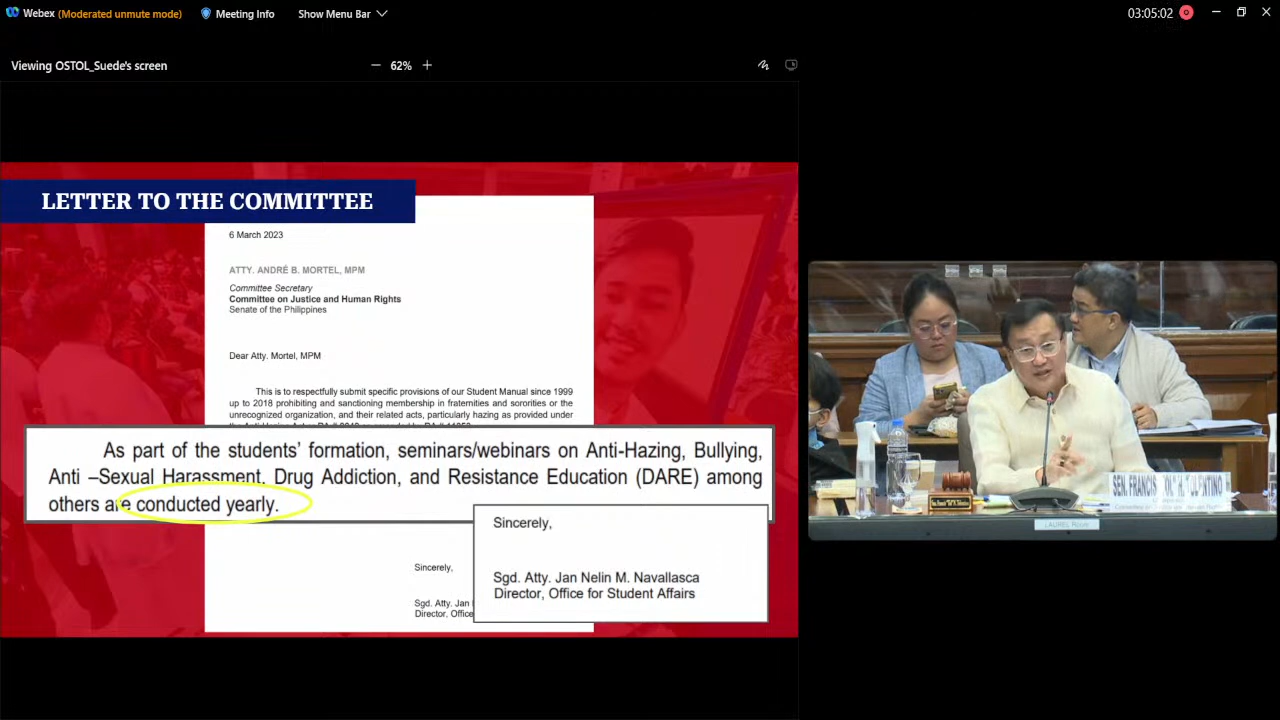 Webex (Moderated unmute mode) Meeting Info Show Menu Bar 03:05:02
Viewing OSTOL_Suede's screen 62%
LETTER TO THE COMMITTEE
6 March 2023
ATTY. ANDRÉ B. MORTEL, MPM
Committee Secretary
Committee on Justice and Human Rights
Senate of the Philippines
Dear Atty. Mortel, MPM
This is to respectfully submit specific provisions of our Student Manual since 1999
up to 2018 prohibiting and sanctioning membership in fraternities and sororities or the
unrecognized organization, and their related acts, particularly hazing as provided under
As part of the students' formation, seminars/webinars on Anti-Hazing, Bullying,
Anti –Sexual Harassment, Drug Addiction, and Resistance Education (DARE) among
others are conducted yearly.
Sincerely,
Sgd. Atty. Jan Nelin M. Navallasca
Director, Office for Student Affairs
Sincerely,
Sgd. Atty. Jan
Director, Office
SEN. FRANCIS "TOL" N. TOLENTINO
LAUREL Room